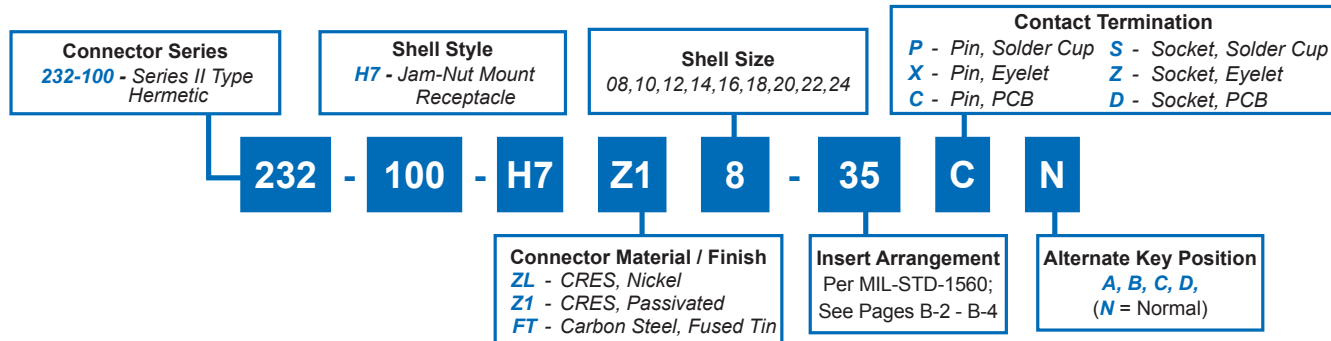 Connector Series
232-100 - Series II Type
Hermetic
Shell Style
H7 - Jam-Nut Mount
Receptacle
Shell Size
08,10,12,14,16,18,20,22,24
Contact Termination
P - Pin, Solder Cup S - Socket, Solder Cup
X - Pin, Eyelet Z - Socket, Eyelet
C - Pin, PCB D - Socket, PCB
232 - 100 - H7 Z1 8 - 35 C N
Connector Material / Finish
ZL - CRES, Nickel
Z1 - CRES, Passivated
FT - Carbon Steel, Fused Tin
Insert Arrangement
Per MIL-STD-1560;
See Pages B-2 - B-4
Alternate Key Position
A, B, C, D,
(N = Normal)